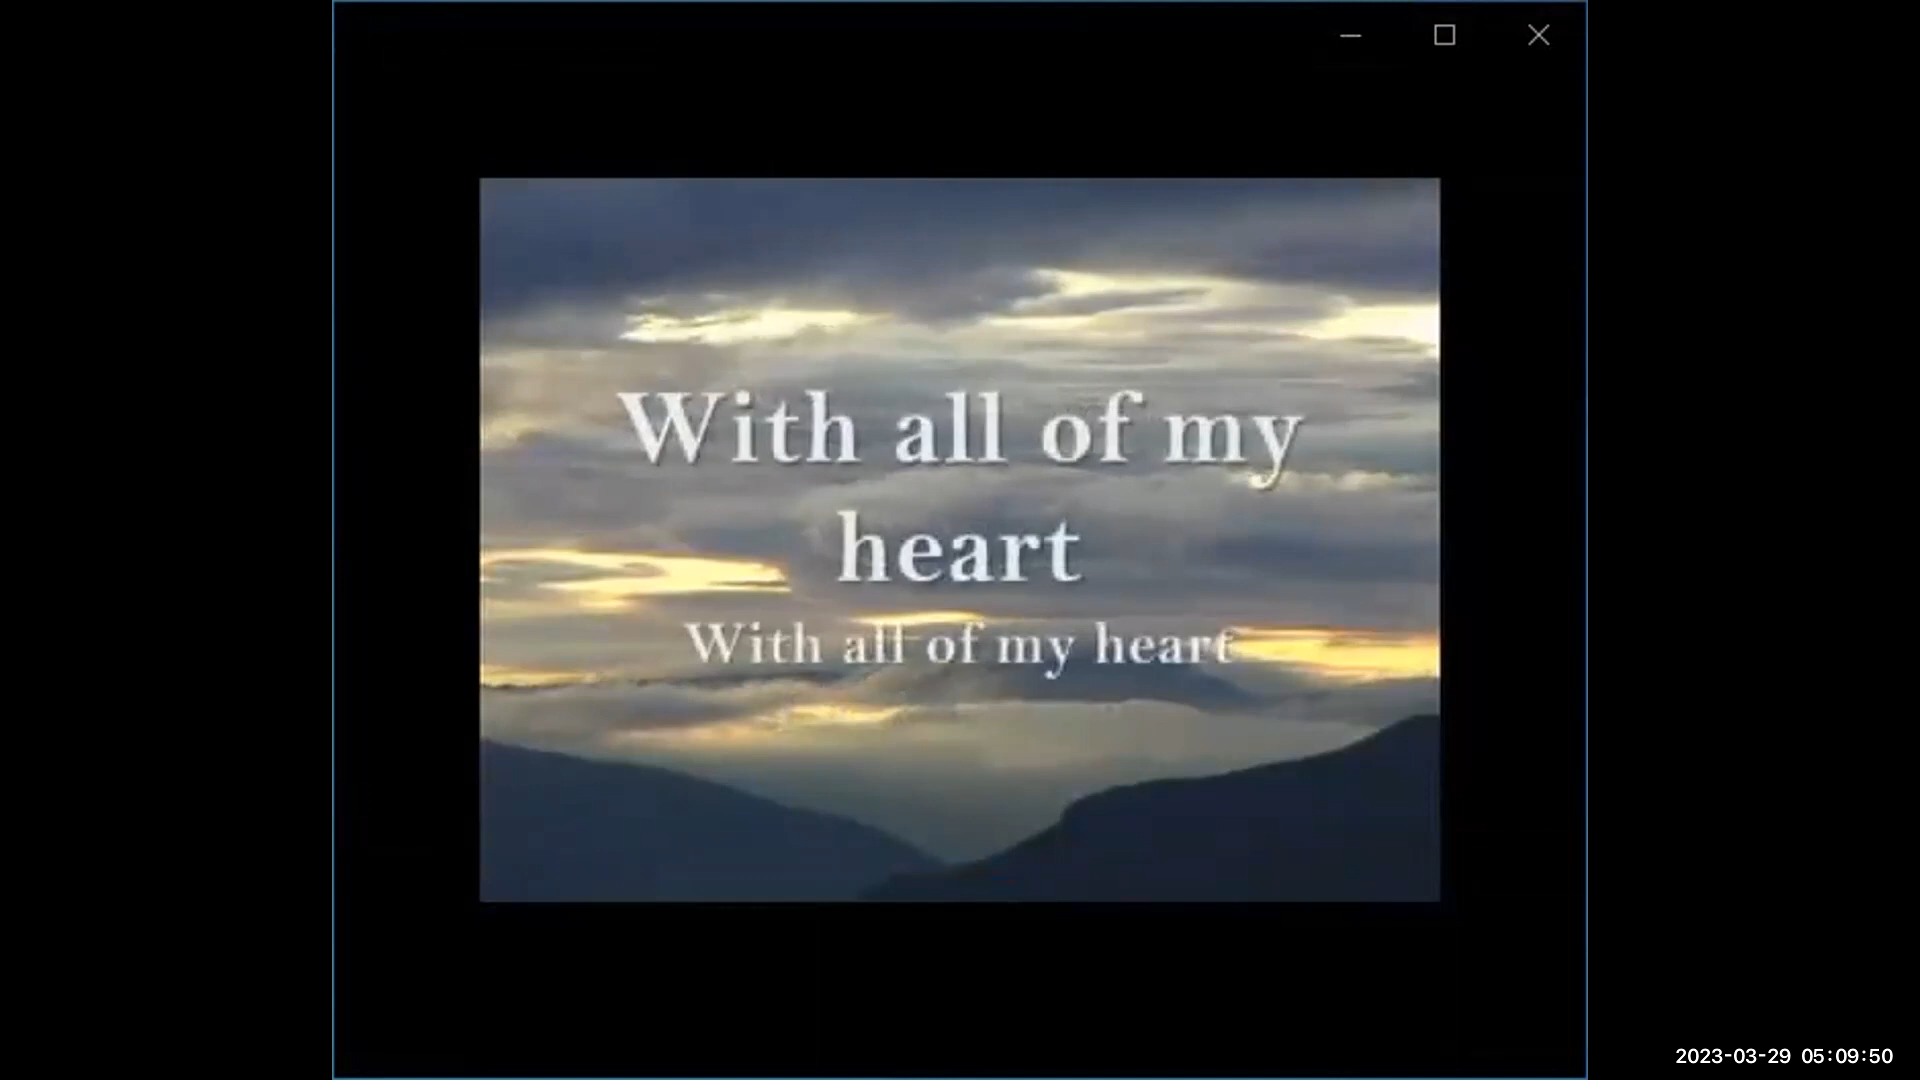 With all of my
heart
With all of my heart
2023-03-29 05:09:50